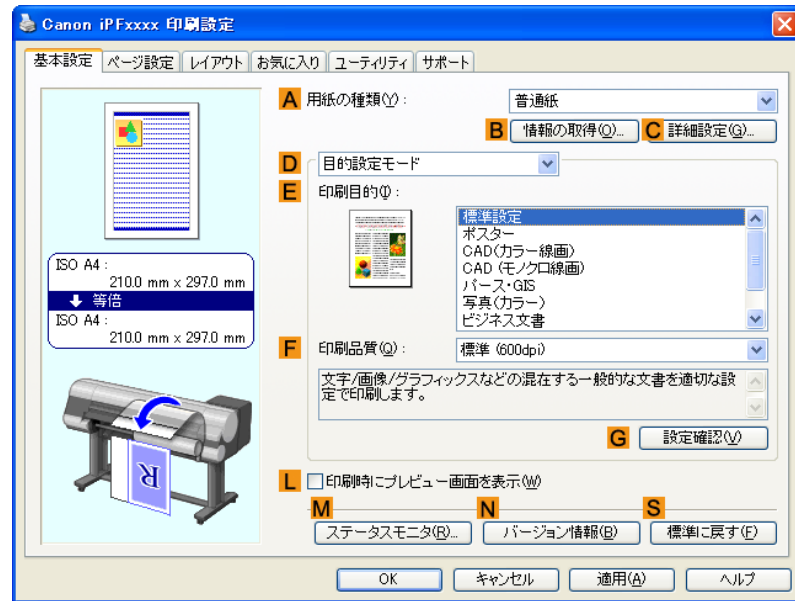 Canon iPFxxxx 印刷設定
基本設定 ページ設定 レイアウト お気に入り ユーティリティ サポート
A 用紙の種類(Y): 普通紙
B 情報の取得(O)... C 詳細設定(G)...
D 目的設定モード
E 印刷目的(I):
標準設定
ポスター
CAD(カラー線画)
CAD (モノクロ線画)
パース・GIS
写真(カラー)
ビジネス文書
ISO A4 :
210.0 mm x 297.0 mm
等倍
ISO A4 :
210.0 mm x 297.0 mm
F 印刷品質(Q): 標準 (600dpi)
文字/画像/グラフィックスなどの混在する一般的な文書を適切な設
定で印刷します。
G 設定確認(V)
R
L 印刷時にプレビュー画面を表示(W)
M N S
ステータスモニタ(R)... バージョン情報(B) 標準に戻す(F)
OK キャンセル 適用(A) ヘルプ